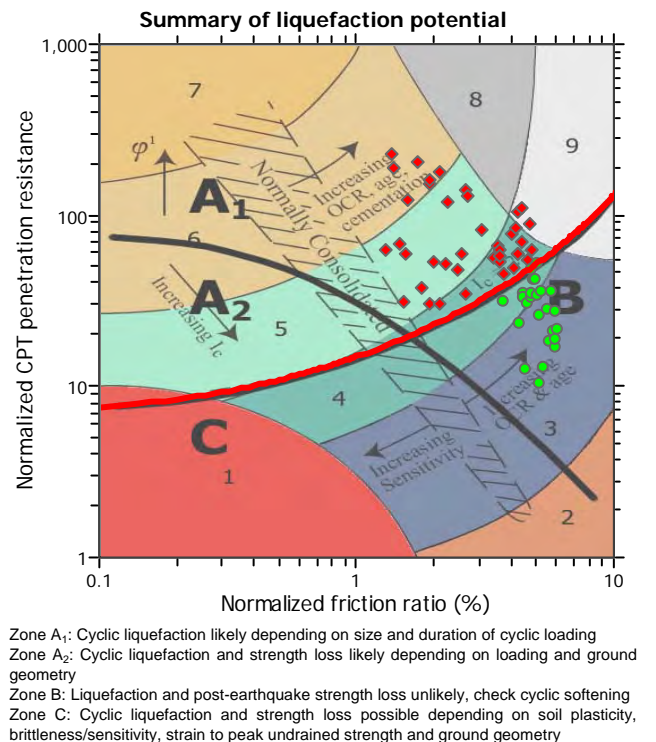 Summary of liquefaction potential
Normalized CPT penetration resistance
1,000
100
10
1
7
8
9
φ¹
Normally Consolidated
Increasing
OCR, age,
cementation
A1
6
A2
Increasing Ic
5
Ic
B
4
Increasing
OCR & age
C
Increasing
Sensitivity
3
1
2
0.1
1
10
Normalized friction ratio (%)
Zone A1: Cyclic liquefaction likely depending on size and duration of cyclic loading
Zone A2: Cyclic liquefaction and strength loss likely depending on loading and ground
geometry
Zone B: Liquefaction and post-earthquake strength loss unlikely, check cyclic softening
Zone C: Cyclic liquefaction and strength loss possible depending on soil plasticity,
brittleness/sensitivity, strain to peak undrained strength and ground geometry